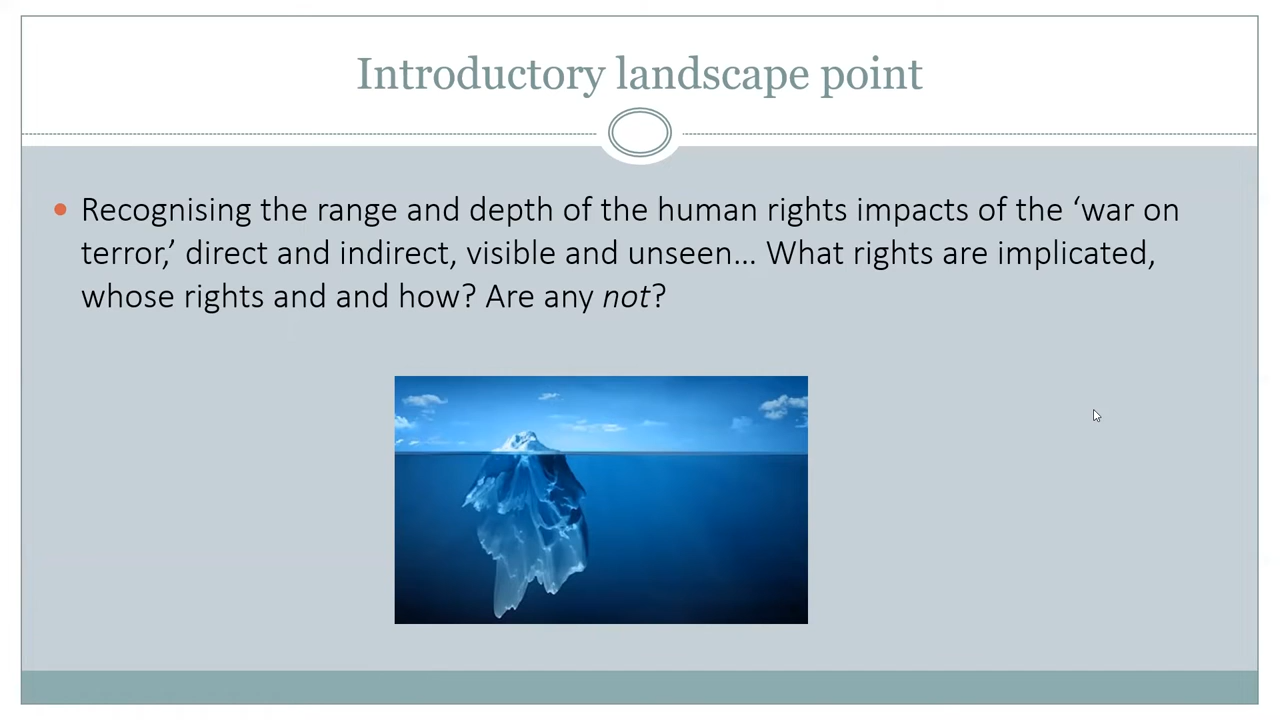 Introductory landscape point
• Recognising the range and depth of the human rights impacts of the ‘war on
terror,’ direct and indirect, visible and unseen... What rights are implicated,
whose rights and and how? Are any not?